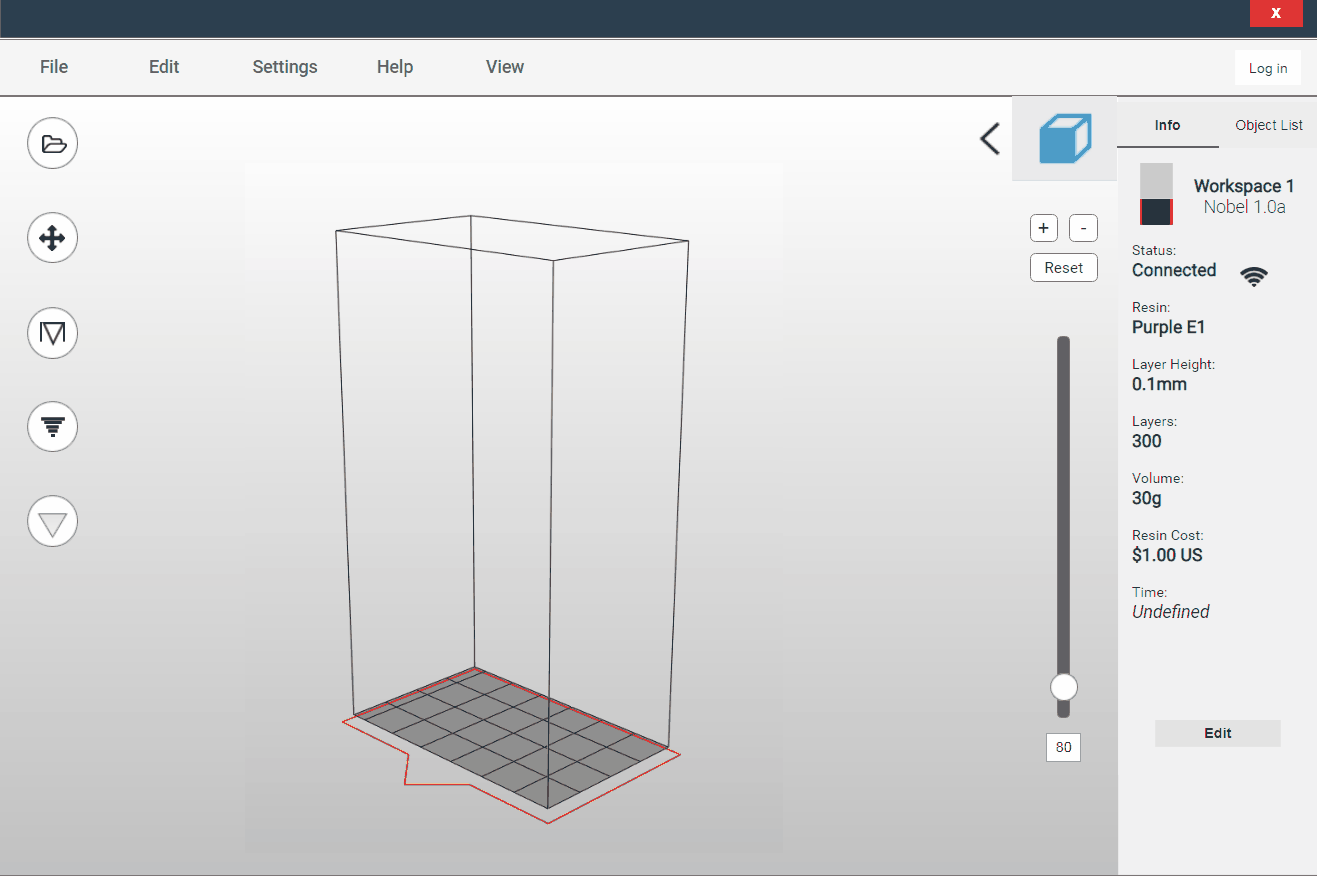 X
File Edit Settings Help View
Log in
Info Object List
Workspace 1
Nobel 1.0a
+ -
Reset
Status:
Connected
Resin:
Purple E1
Layer Height:
0.1mm
Layers:
300
Volume:
30g
Resin Cost:
$1.00 US
Time:
Undefined
Edit
80